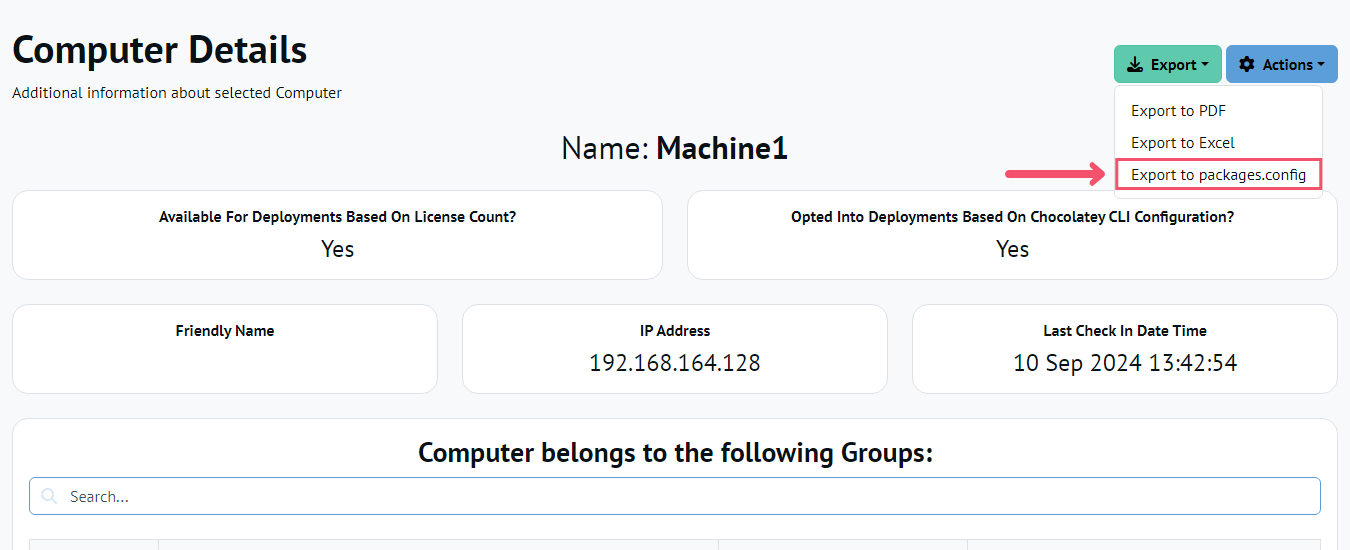 Computer Details
Additional information about selected Computer
Export
Actions
Export to PDF
Export to Excel
Export to packages.config
Name: Machine1
Available For Deployments Based On License Count?
Yes
Opted Into Deployments Based On Chocolatey CLI Configuration?
Yes
Friendly Name
IP Address
192.168.164.128
Last Check In Date Time
10 Sep 2024 13:42:54
Computer belongs to the following Groups:
Search...